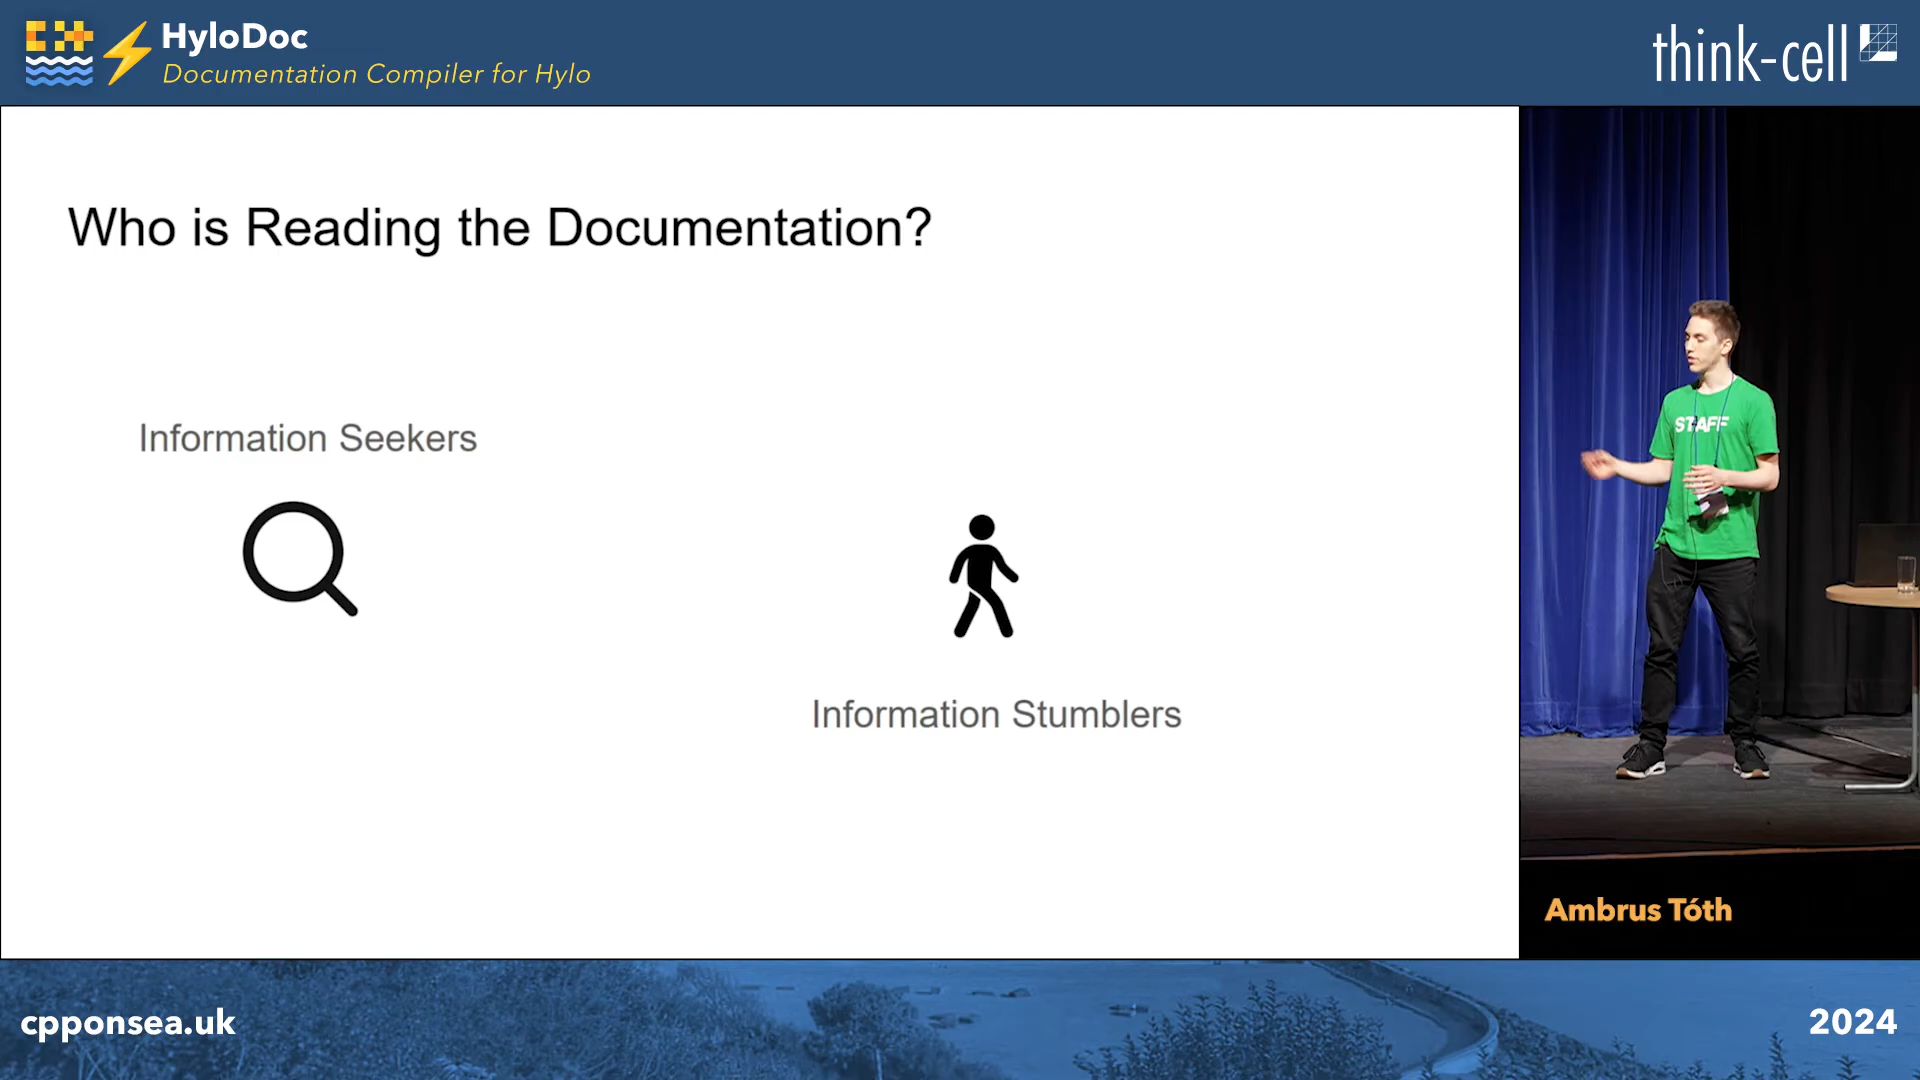 HyloDoc
Documentation Compiler for Hylo
think-cell
Who is Reading the Documentation?
Information Seekers
Information Stumblers
STAFF
Ambrus Tóth
cpponsea.uk
2024